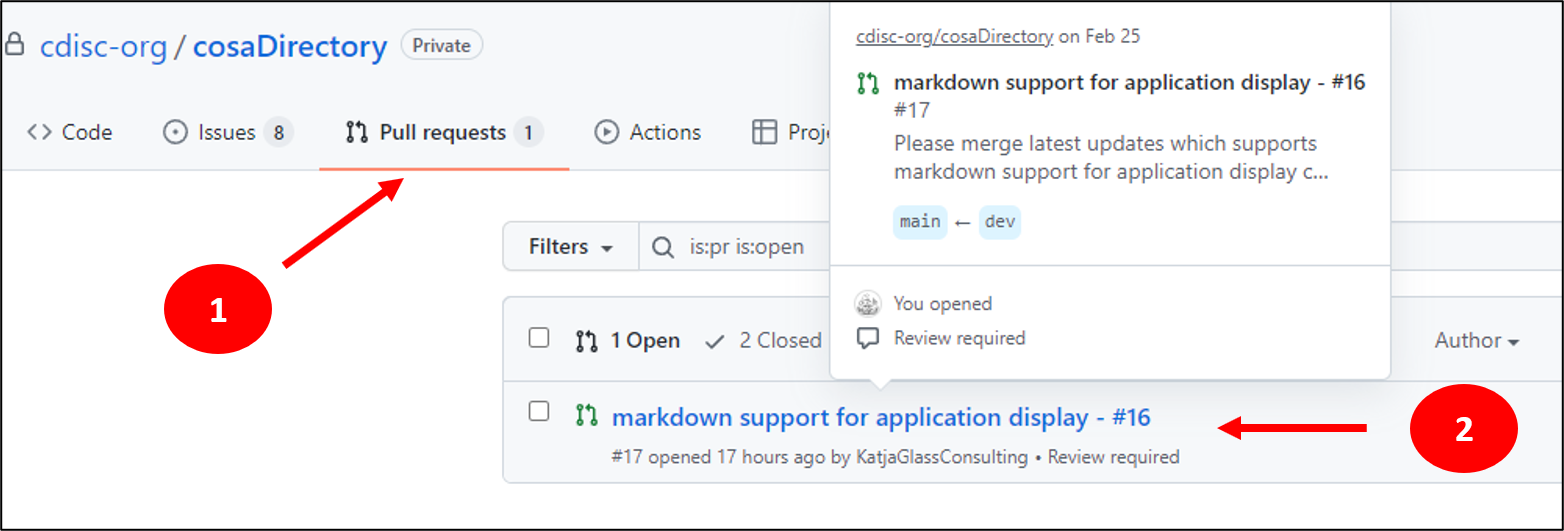 cdisc-org / cosaDirectory Private
<> Code Issues 8 Pull requests 1 Actions
cdisc-org/cosaDirectory on Feb 25
markdown support for application display - #16
#17
Please merge latest updates which supports
markdown support for application display c...
main ← dev
You opened
Review required
1
Filters is:pr is:open
1 Open 2 Closed Author
markdown support for application display - #16
#17 opened 17 hours ago by KatjaGlassConsulting • Review required
2